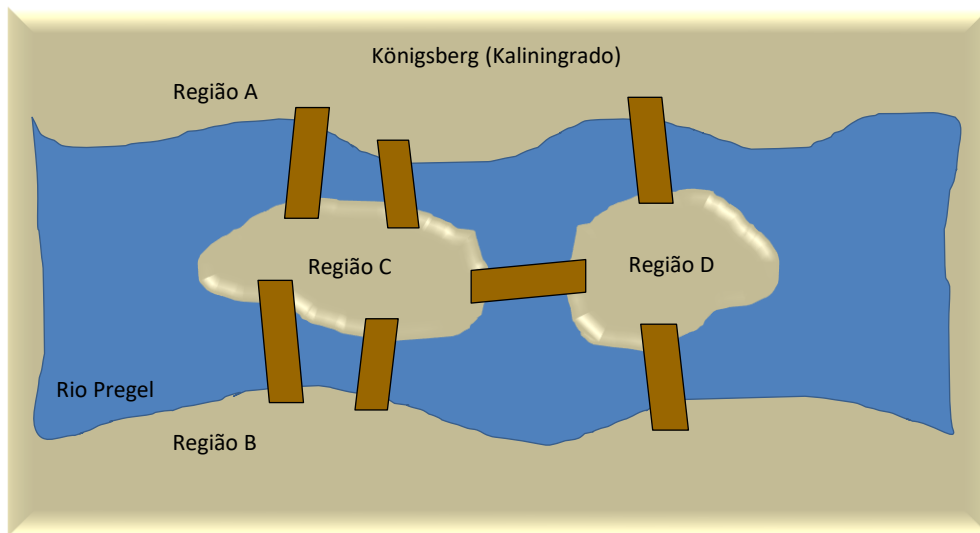 Königsberg (Kaliningrado)
Região A
Região C
Região D
Rio Pregel
Região B